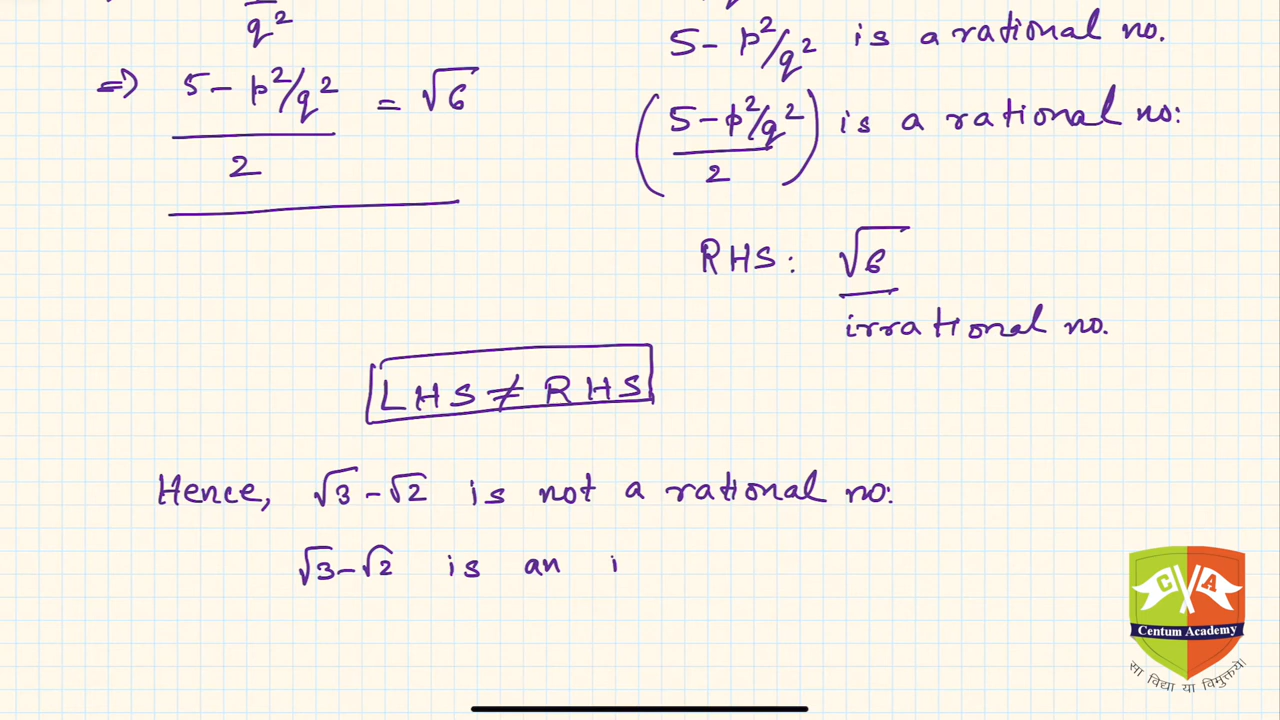 q²
⇒ 5 - p²/q² / 2 = √6
5 - p²/q² is a rational no.
(5 - p²/q² / 2) is a rational no:
RHS: √6
irrational no.
LHS ≠ RHS
Hence, √3 - √2 is not a rational no:
√3 - √2 is an i
C A
Centum Academy
सा विद्या या विमुक्तये।